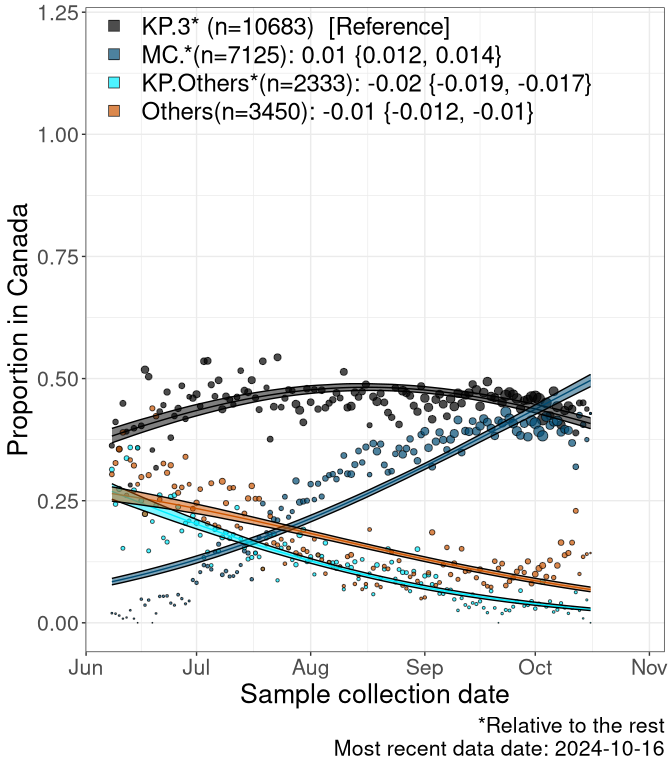 KP.3* (n=10683)  [Reference]
MC.*(n=7125): 0.01 {0.012, 0.014}
KP.Others*(n=2333): -0.02 {-0.019, -0.017}
Others(n=3450): -0.01 {-0.012, -0.01}
1.25
1.00
0.75
0.50
0.25
0.00
Proportion in Canada
Jun Jul Aug Sep Oct Nov
Sample collection date
*Relative to the rest
Most recent data date: 2024-10-16